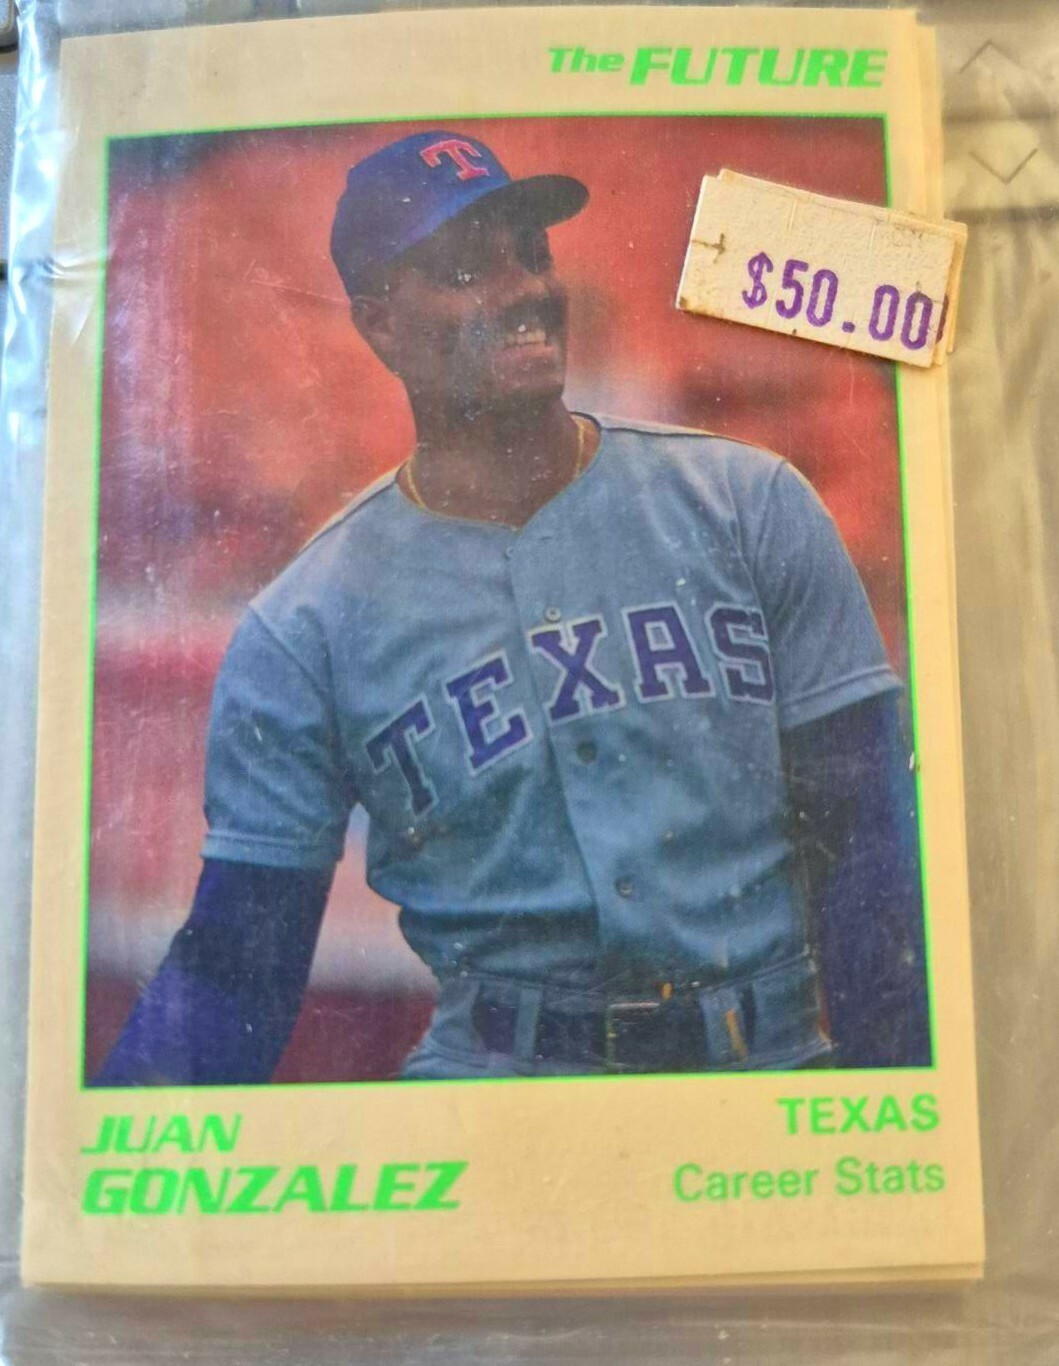 The FUTURE
T
$50.00
TEXAS
JUAN
GONZALEZ
TEXAS
Career Stats